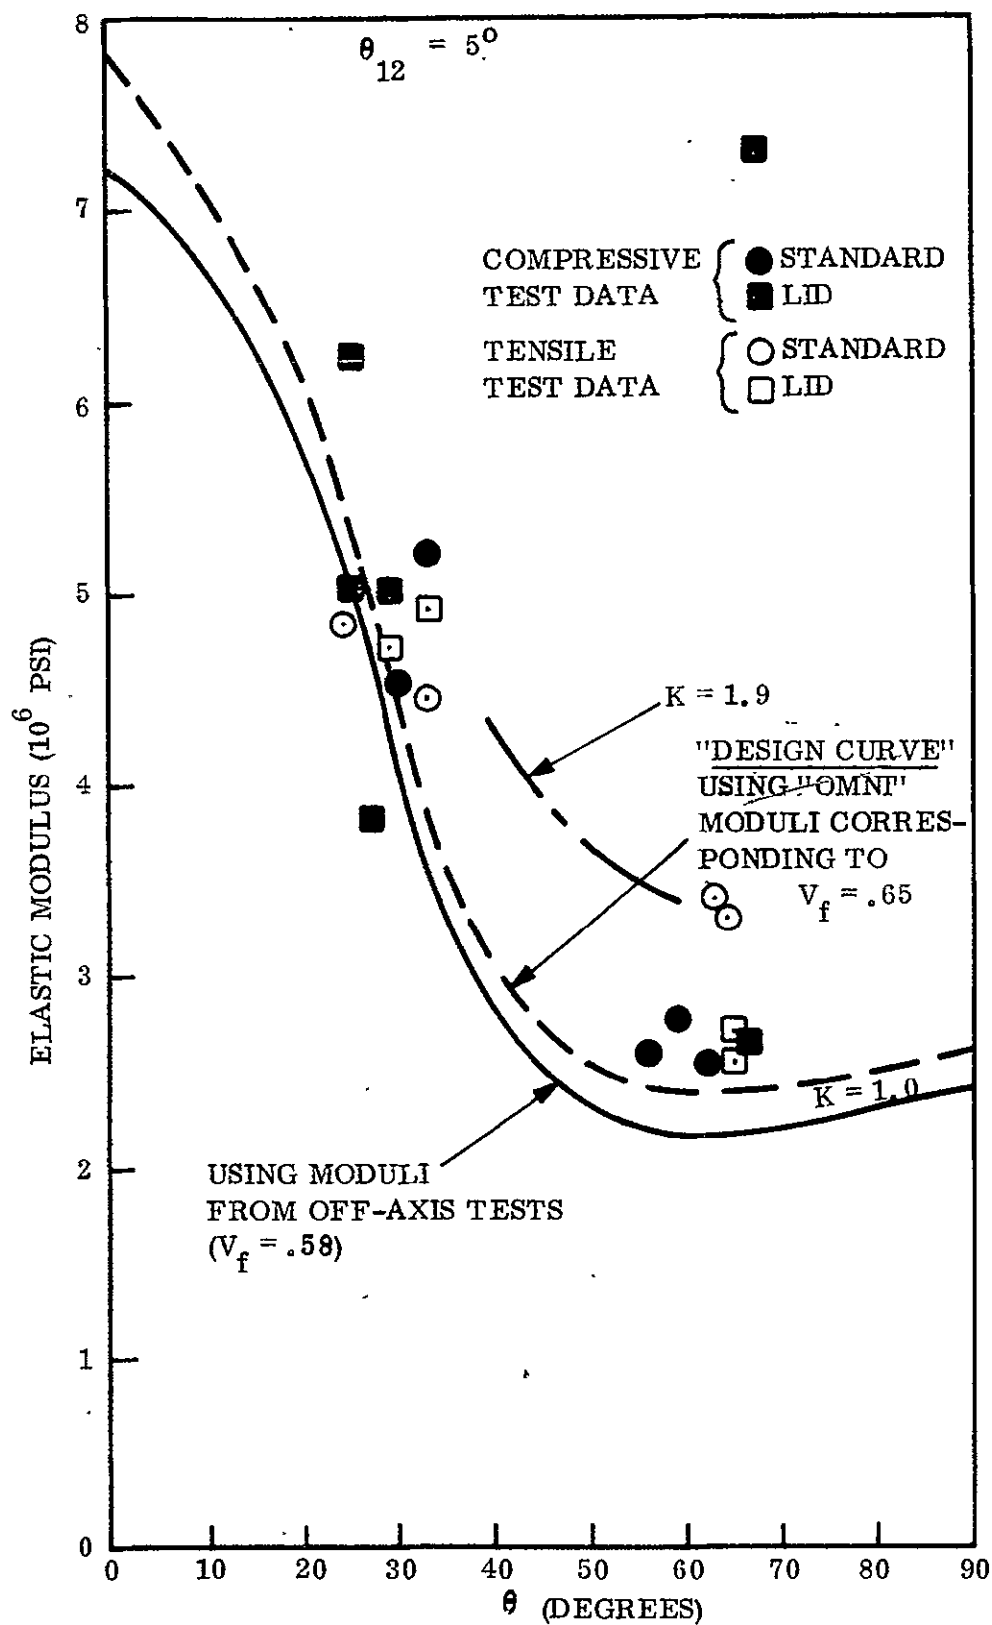 θ12 = 5°
8
7
6
5
4
3
2
1
0
ELASTIC MODULUS (10⁶ PSI)
COMPRESSIVE TEST DATA
STANDARD
LID
TENSILE TEST DATA
STANDARD
LID
K = 1.9
"DESIGN CURVE"
USING "OMNI"
MODULI CORRES-
PONDING TO
Vf = .65
K = 1.0
USING MODULI
FROM OFF-AXIS TESTS
(Vf = .58)
0 10 20 30 40 50 60 70 80 90
θ (DEGREES)